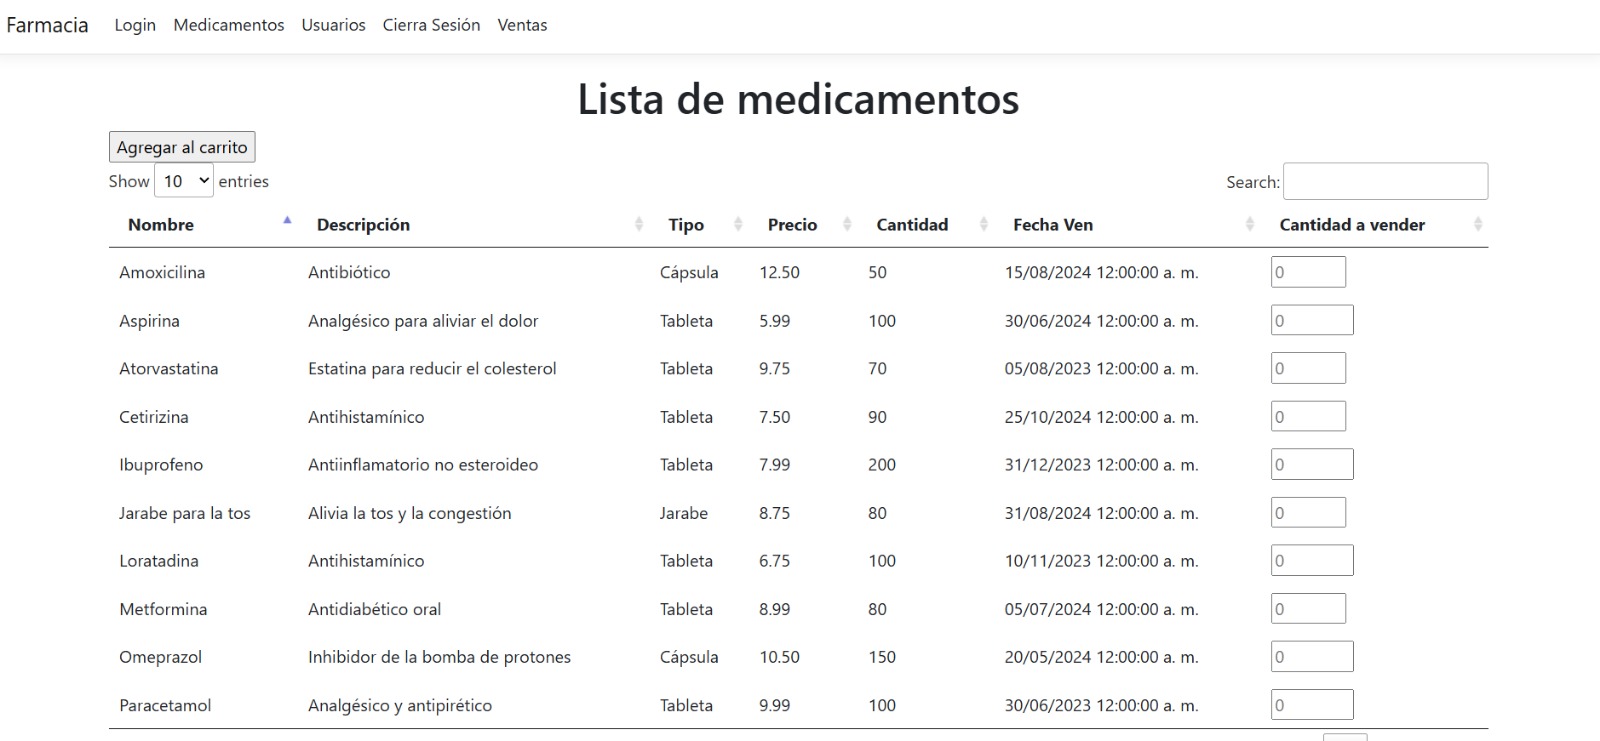 Farmacia Login Medicamentos Usuarios Cierra Sesión Ventas
Lista de medicamentos
Agregar al carrito
Show 10 entries Search:
Nombre Descripción Tipo Precio Cantidad Fecha Ven Cantidad a vender
Amoxicilina Antibiótico Cápsula 12.50 50 15/08/2024 12:00:00 a. m. 0
Aspirina Analgésico para aliviar el dolor Tableta 5.99 100 30/06/2024 12:00:00 a. m. 0
Atorvastatina Estatina para reducir el colesterol Tableta 9.75 70 05/08/2023 12:00:00 a. m. 0
Cetirizina Antihistamínico Tableta 7.50 90 25/10/2024 12:00:00 a. m. 0
Ibuprofeno Antiinflamatorio no esteroideo Tableta 7.99 200 31/12/2023 12:00:00 a. m. 0
Jarabe para la tos Alivia la tos y la congestión Jarabe 8.75 80 31/08/2024 12:00:00 a. m. 0
Loratadina Antihistamínico Tableta 6.75 100 10/11/2023 12:00:00 a. m. 0
Metformina Antidiabético oral Tableta 8.99 80 05/07/2024 12:00:00 a. m. 0
Omeprazol Inhibidor de la bomba de protones Cápsula 10.50 150 20/05/2024 12:00:00 a. m. 0
Paracetamol Analgésico y antipirético Tableta 9.99 100 30/06/2023 12:00:00 a. m. 0